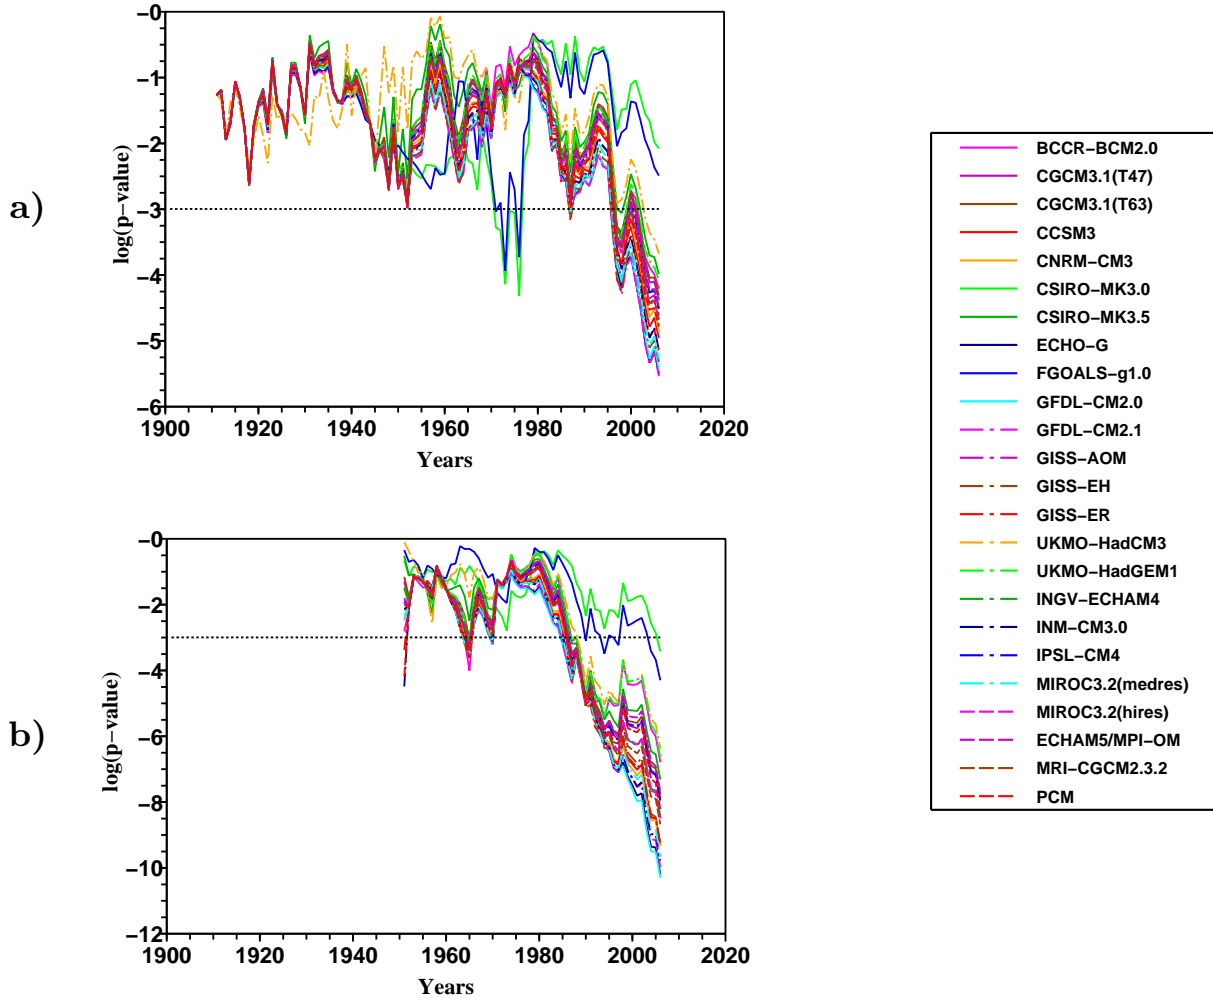 a)
log(p−value)
−0
−1
−2
−3
−4
−5
−6
1900 1920 1940 1960 1980 2000 2020
Years
b)
log(p−value)
−0
−2
−4
−6
−8
−10
−12
1900 1920 1940 1960 1980 2000 2020
Years
BCCR−BCM2.0
CGCM3.1(T47)
CGCM3.1(T63)
CCSM3
CNRM−CM3
CSIRO−MK3.0
CSIRO−MK3.5
ECHO−G
FGOALS−g1.0
GFDL−CM2.0
GFDL−CM2.1
GISS−AOM
GISS−EH
GISS−ER
UKMO−HadCM3
UKMO−HadGEM1
INGV−ECHAM4
INM−CM3.0
IPSL−CM4
MIROC3.2(medres)
MIROC3.2(hires)
ECHAM5/MPI−OM
MRI−CGCM2.3.2
PCM